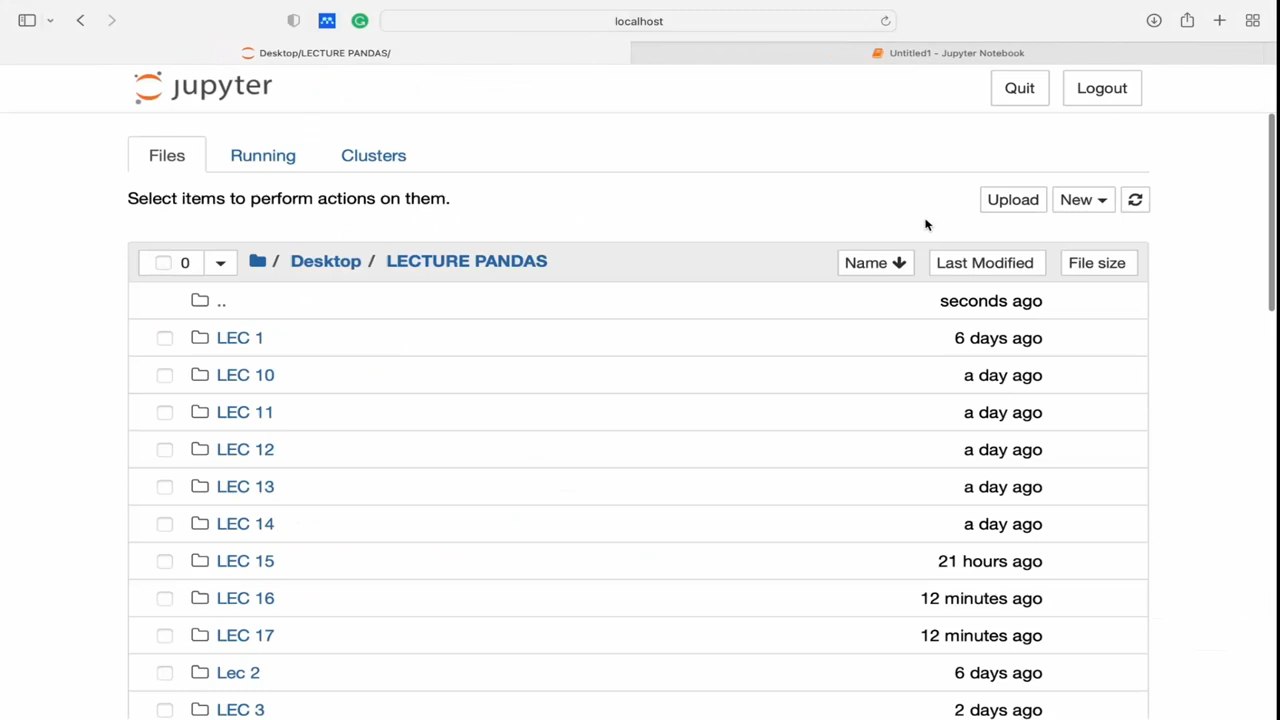 localhost
Desktop/LECTURE PANDAS/
Untitled1 - Jupyter Notebook
jupyter
Quit
Logout
Files
Running
Clusters
Select items to perform actions on them.
Upload
New
0
/ Desktop / LECTURE PANDAS
Name
Last Modified
File size
.. seconds ago
LEC 1 6 days ago
LEC 10 a day ago
LEC 11 a day ago
LEC 12 a day ago
LEC 13 a day ago
LEC 14 a day ago
LEC 15 21 hours ago
LEC 16 12 minutes ago
LEC 17 12 minutes ago
Lec 2 6 days ago
LEC 3 2 days ago